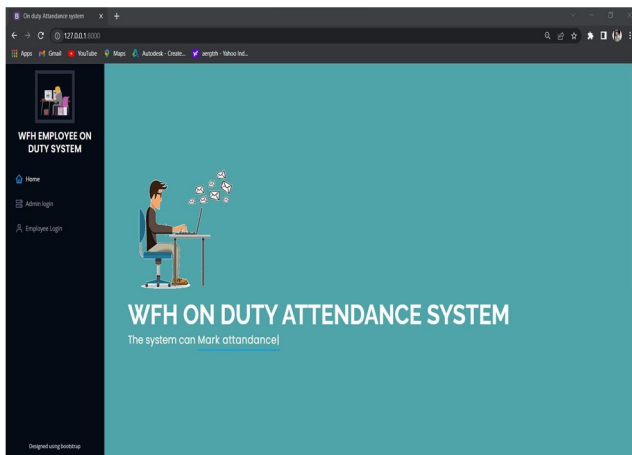 On duty Attendance system
127.0.0.1:8000
Apps
Gmail
YouTube
Maps
Autodesk - Create...
aergtrh - Yahoo Ind...
WFH EMPLOYEE ON
DUTY SYSTEM
Home
Admin login
Employee Login
WFH ON DUTY ATTENDANCE SYSTEM
The system can Mark attandance|
Designed using bootstrap